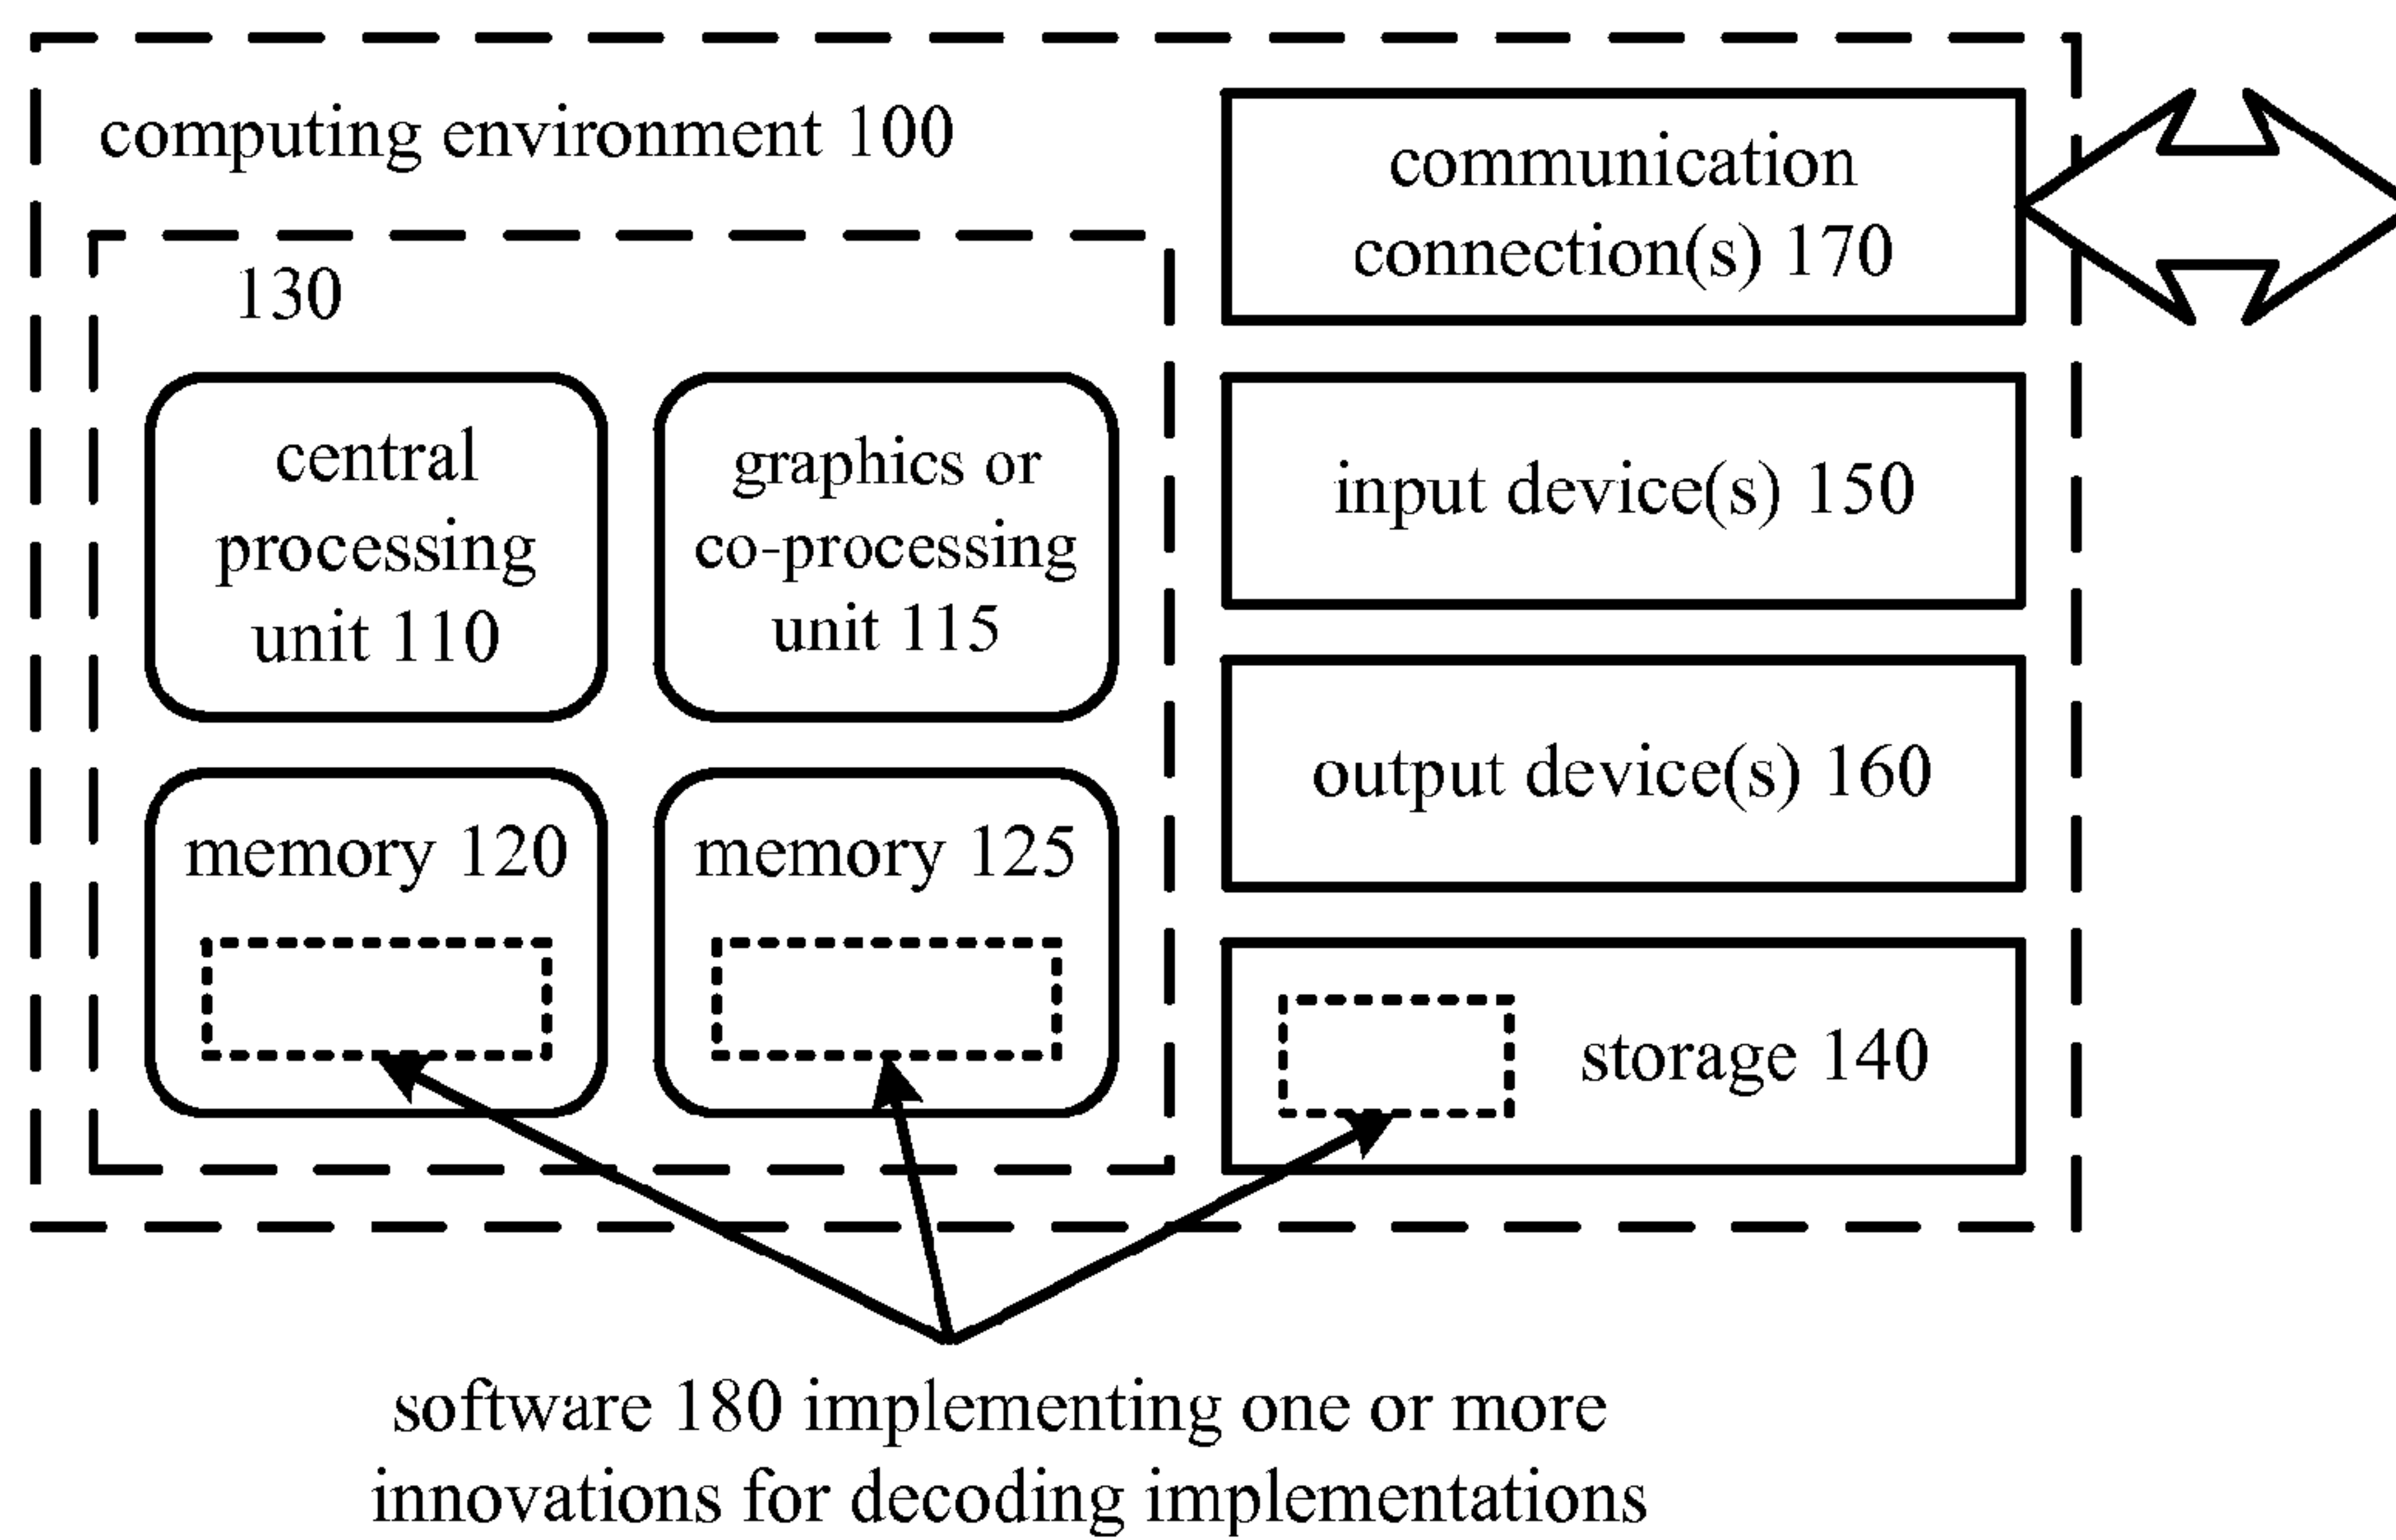 computing environment 100
130
central
processing
unit 110
graphics or
co-processing
unit 115
memory 120
memory 125
communication
connection(s) 170
input device(s) 150
output device(s) 160
storage 140
software 180 implementing one or more
innovations for decoding implementations